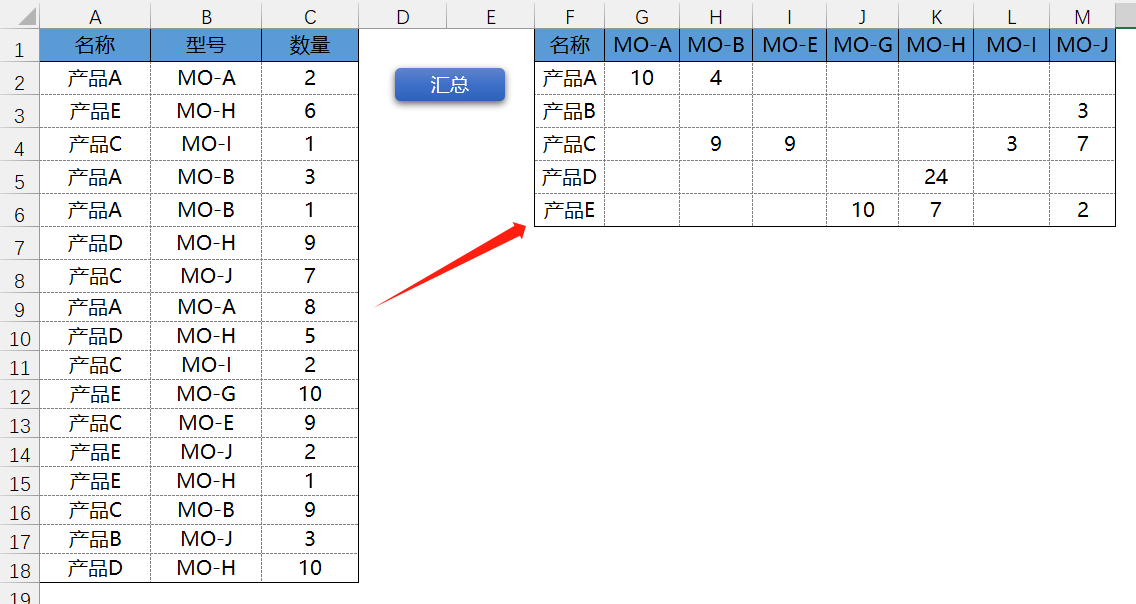 A B C D E F G H I J K L M
1 名称 型号 数量 名称 MO-A MO-B MO-E MO-G MO-H MO-I MO-J
2 产品A MO-A 2 汇总 产品A 10 4
3 产品E MO-H 6 产品B 3
4 产品C MO-I 1 产品C 9 9 3 7
5 产品A MO-B 3 产品D 24
6 产品A MO-B 1 产品E 10 7 2
7 产品D MO-H 9
8 产品C MO-J 7
9 产品A MO-A 8
10 产品D MO-H 5
11 产品C MO-I 2
12 产品E MO-G 10
13 产品C MO-E 9
14 产品E MO-J 2
15 产品E MO-H 1
16 产品C MO-B 9
17 产品B MO-J 3
18 产品D MO-H 10
19